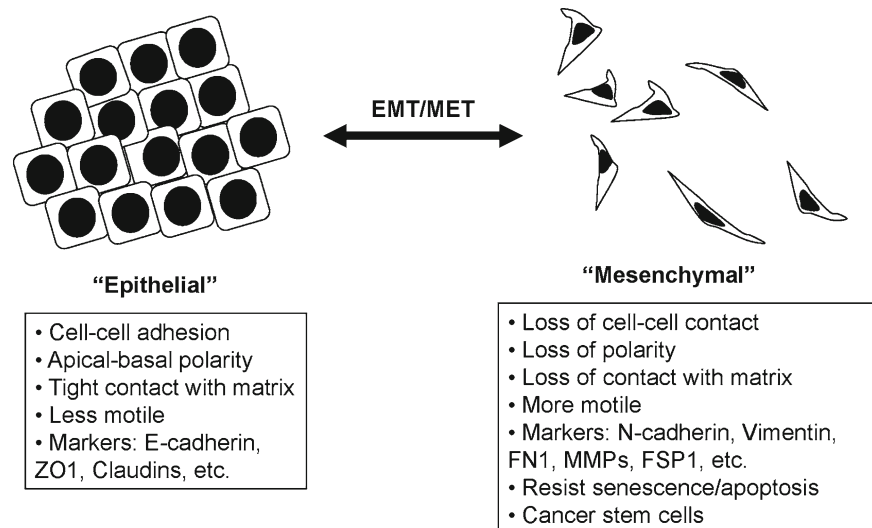 EMT/MET
“Epithelial”
• Cell-cell adhesion
• Apical-basal polarity
• Tight contact with matrix
• Less motile
• Markers: E-cadherin,
ZO1, Claudins, etc.
“Mesenchymal”
• Loss of cell-cell contact
• Loss of polarity
• Loss of contact with matrix
• More motile
• Markers: N-cadherin, Vimentin,
FN1, MMPs, FSP1, etc.
• Resist senescence/apoptosis
• Cancer stem cells